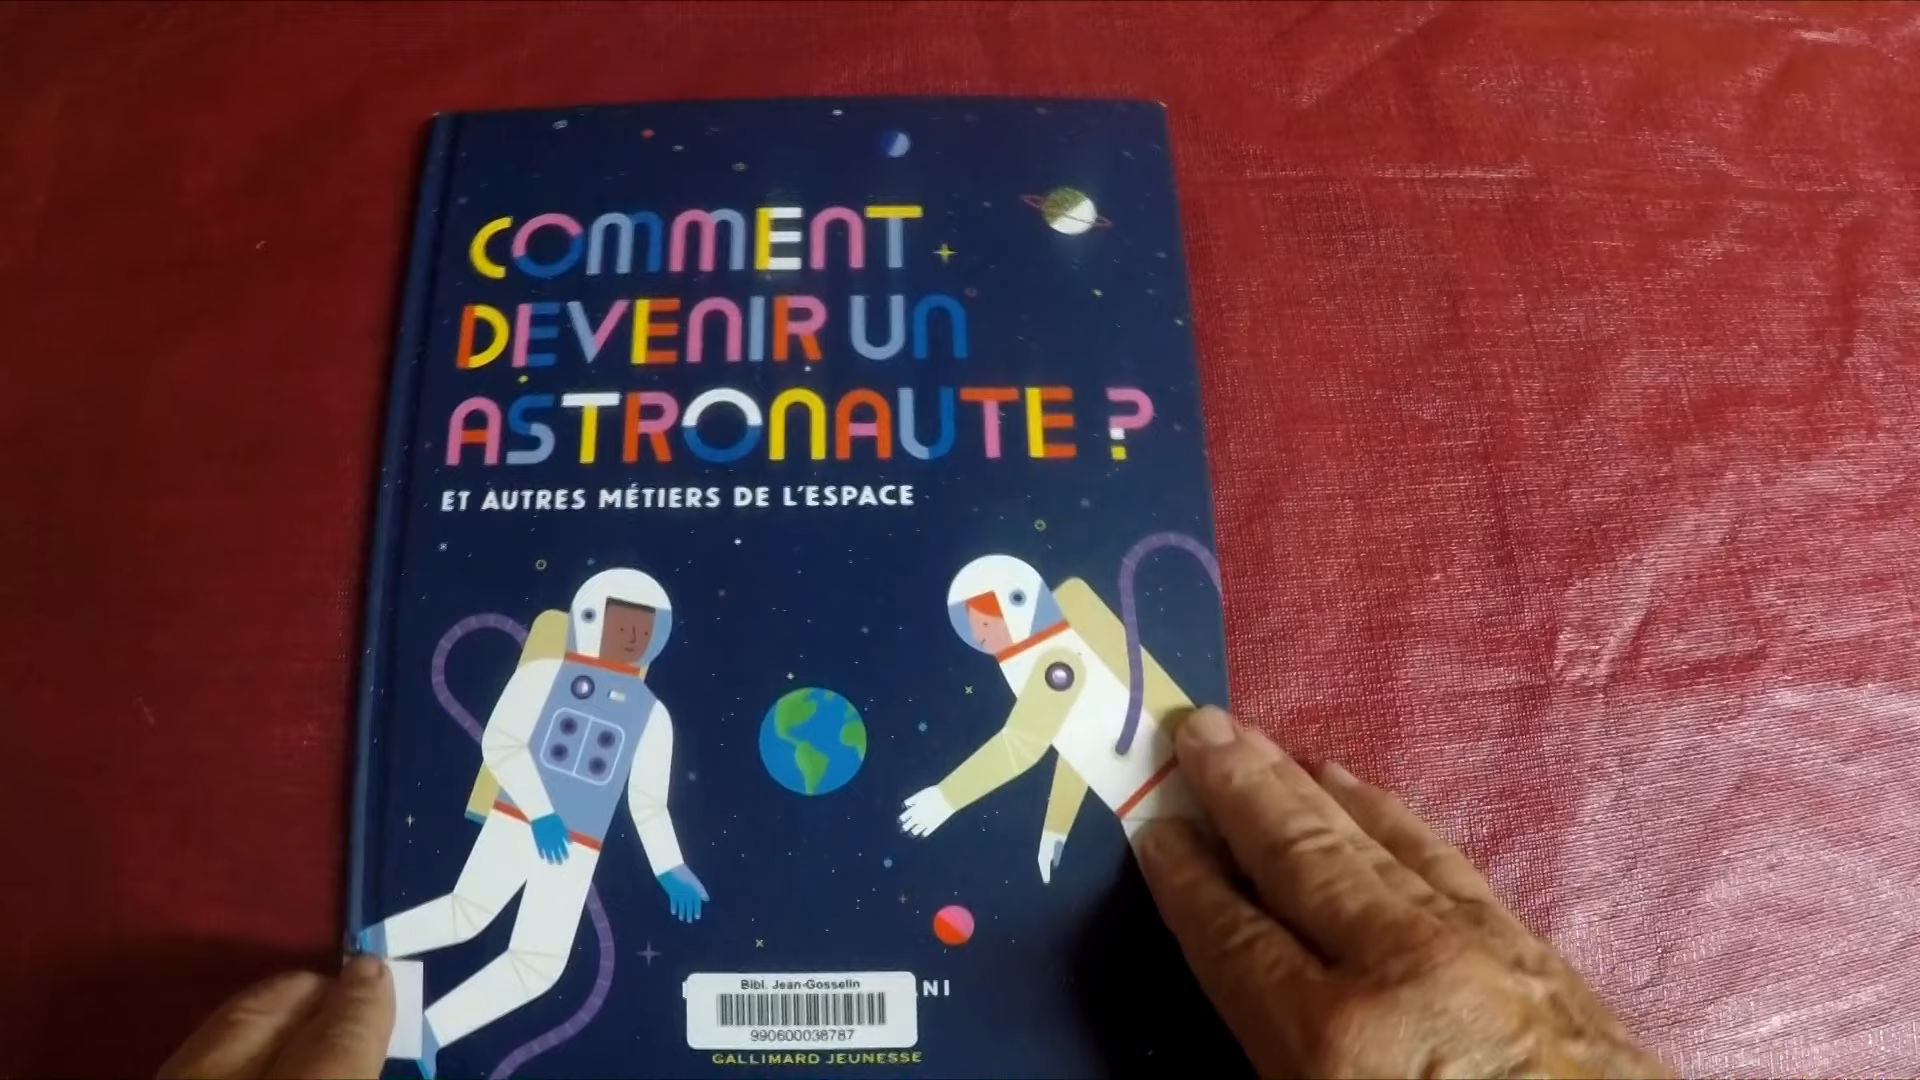 COMMENT
DEVENIR UN
ASTRONAUTE ?
ET AUTRES MÉTIERS DE L'ESPACE
Bibl. Jean-Gosselin
990600038787
GALLIMARD JEUNESSE